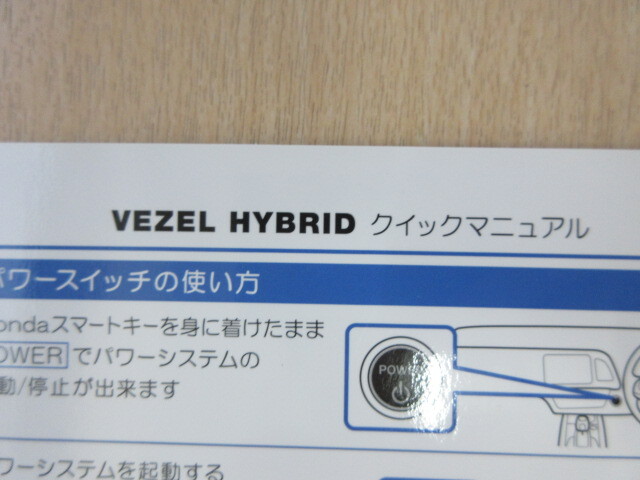 VEZEL HYBRID クイックマニュアル
パワースイッチの使い方
ondaスマートキーを身に着けたまま
OWER でパワーシステムの
動/停止が出来ます
POWER
ワーシステムを起動する